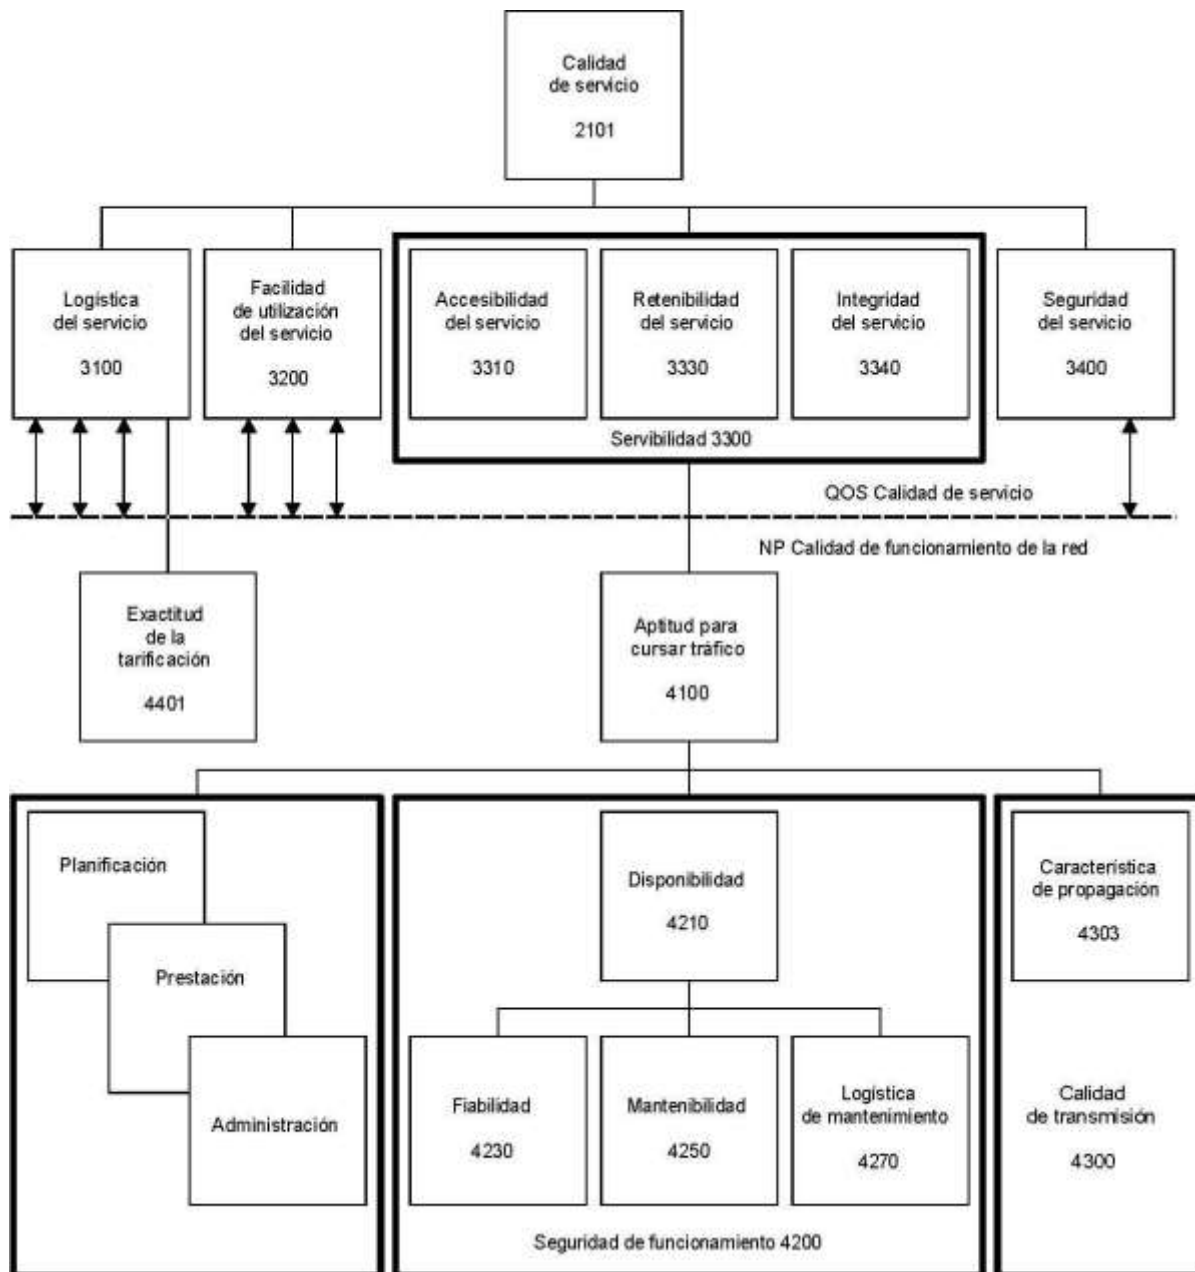 Calidad
de servicio
2101
Logística
del servicio
3100
Facilidad
de utilización
del servicio
3200
Accesibilidad
del servicio
3310
Retenibilidad
del servicio
3330
Integridad
del servicio
3340
Seguridad
del servicio
3400
Servibilidad 3300
QOS Calidad de servicio
NP Calidad de funcionamiento de la red
Exactitud
de la
tarificación
4401
Aptitud para
cursar tráfico
4100
Planificación
Prestación
Administración
Disponibilidad
4210
Fiabilidad
4230
Mantenibilidad
4250
Logística
de mantenimiento
4270
Seguridad de funcionamiento 4200
Característica
de propagación
4303
Calidad
de transmisión
4300